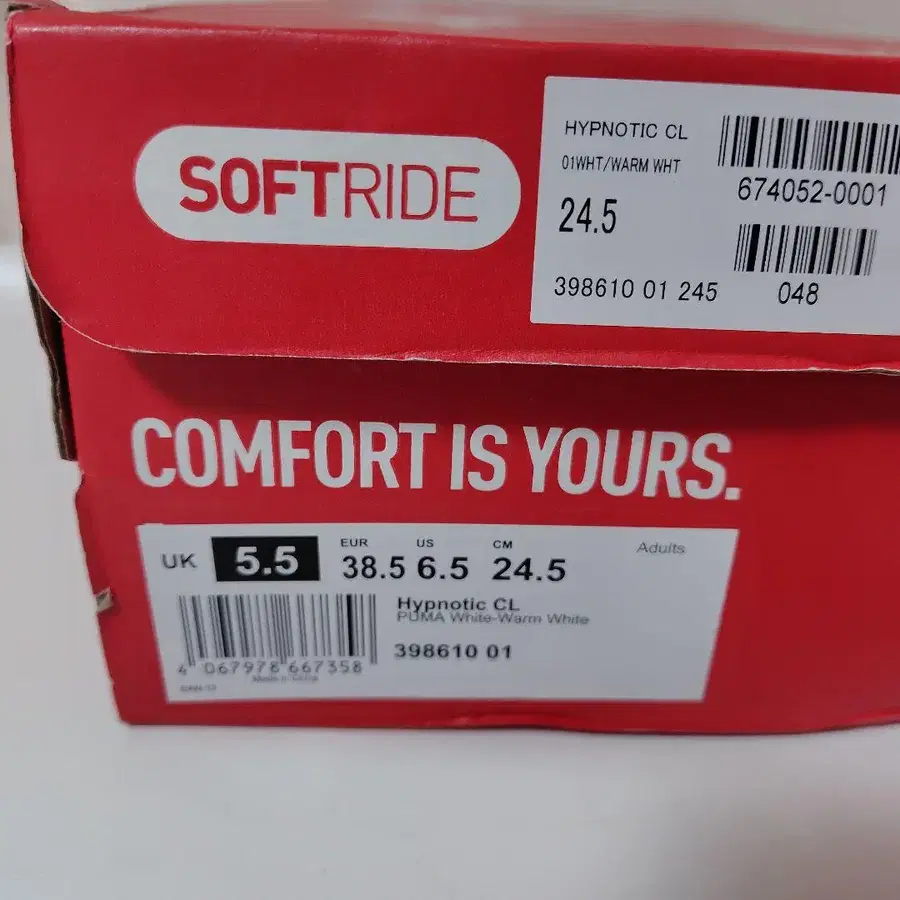 SOFTRIDE
HYPNOTIC CL
01WHT/WARM WHT
674052-0001
24.5
398610 01 245
048
COMFORT IS YOURS.
UK 5.5
EUR 38.5
US 6.5
CM 24.5
Adults
Hypnotic CL
PUMA White-Warm White
398610 01
4 067978 667358